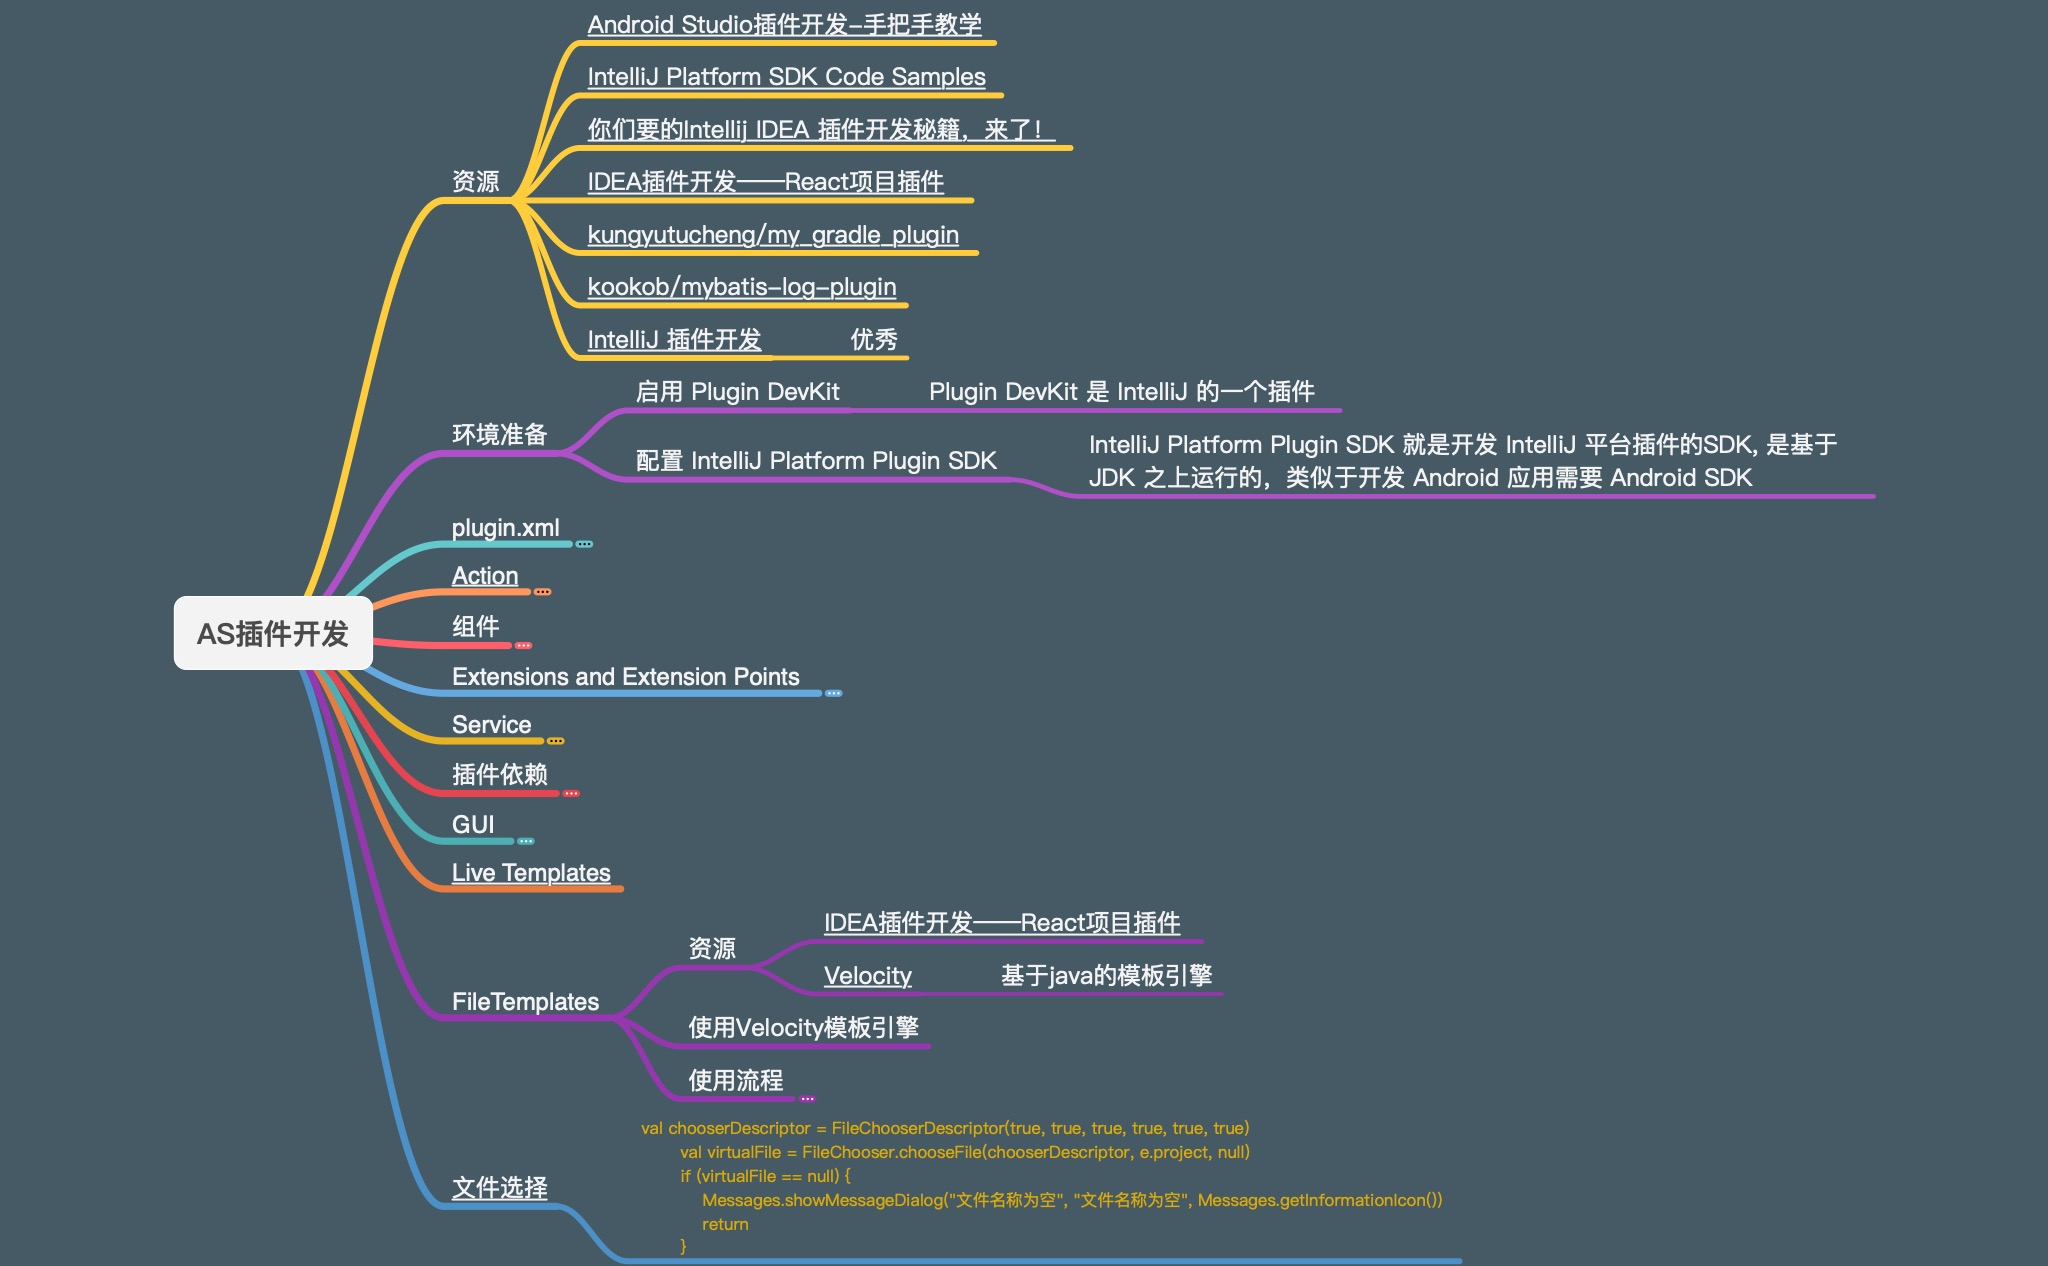 Android Studio插件开发-手把手教学
IntelliJ Platform SDK Code Samples
你们要的Intellij IDEA 插件开发秘籍，来了！
资源
IDEA插件开发——React项目插件
kungyutucheng/my_gradle_plugin
kookob/mybatis-log-plugin
IntelliJ 插件开发
优秀
启用 Plugin DevKit
Plugin DevKit 是 IntelliJ 的一个插件
环境准备
配置 IntelliJ Platform Plugin SDK
IntelliJ Platform Plugin SDK 就是开发 IntelliJ 平台插件的SDK, 是基于
JDK 之上运行的，类似于开发 Android 应用需要 Android SDK
plugin.xml
Action
组件
AS插件开发
Extensions and Extension Points
Service
插件依赖
GUI
Live Templates
IDEA插件开发——React项目插件
资源
Velocity
基于java的模板引擎
FileTemplates
使用Velocity模板引擎
使用流程
val chooserDescriptor = FileChooserDescriptor(true, true, true, true, true, true)
val virtualFile = FileChooser.chooseFile(chooserDescriptor, e.project, null)
if (virtualFile == null) {
文件选择
Messages.showMessageDialog("文件名称为空", "文件名称为空", Messages.getInformationIcon())
return
}